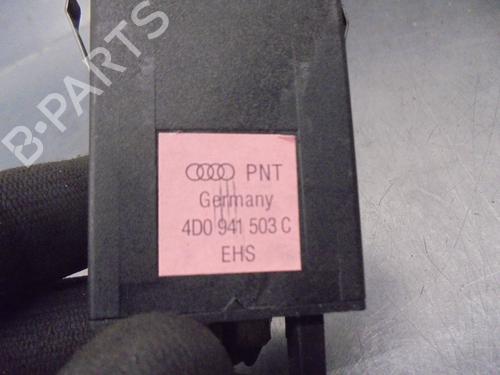 B-PARTS
PNT
Germany
4D0 941 503 C
EHS